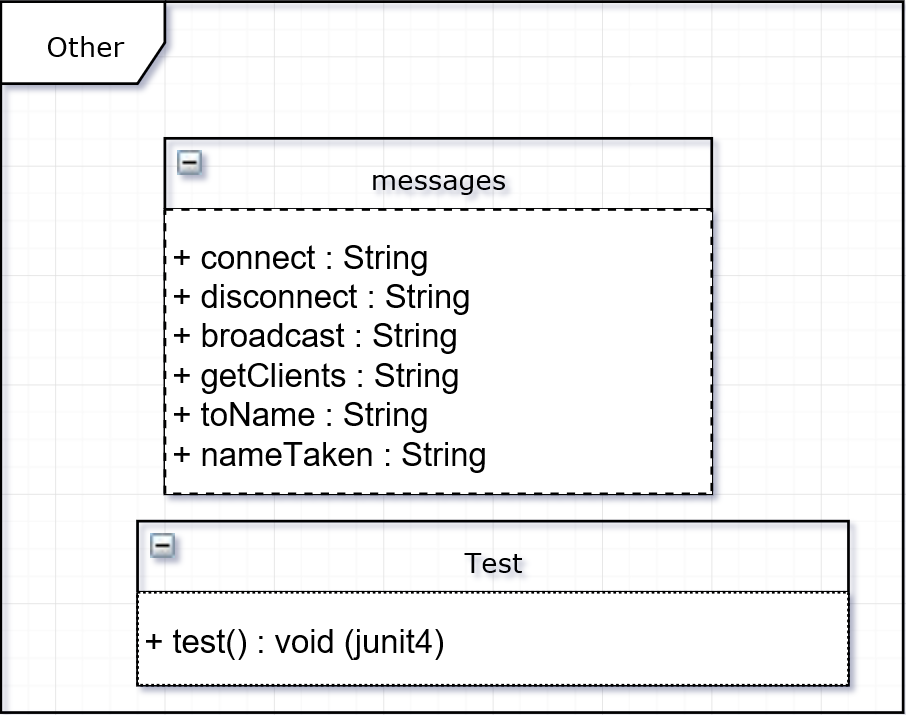 Other
messages
+ connect : String
+ disconnect : String
+ broadcast : String
+ getClients : String
+ toName : String
+ nameTaken : String
Test
+ test() : void (junit4)